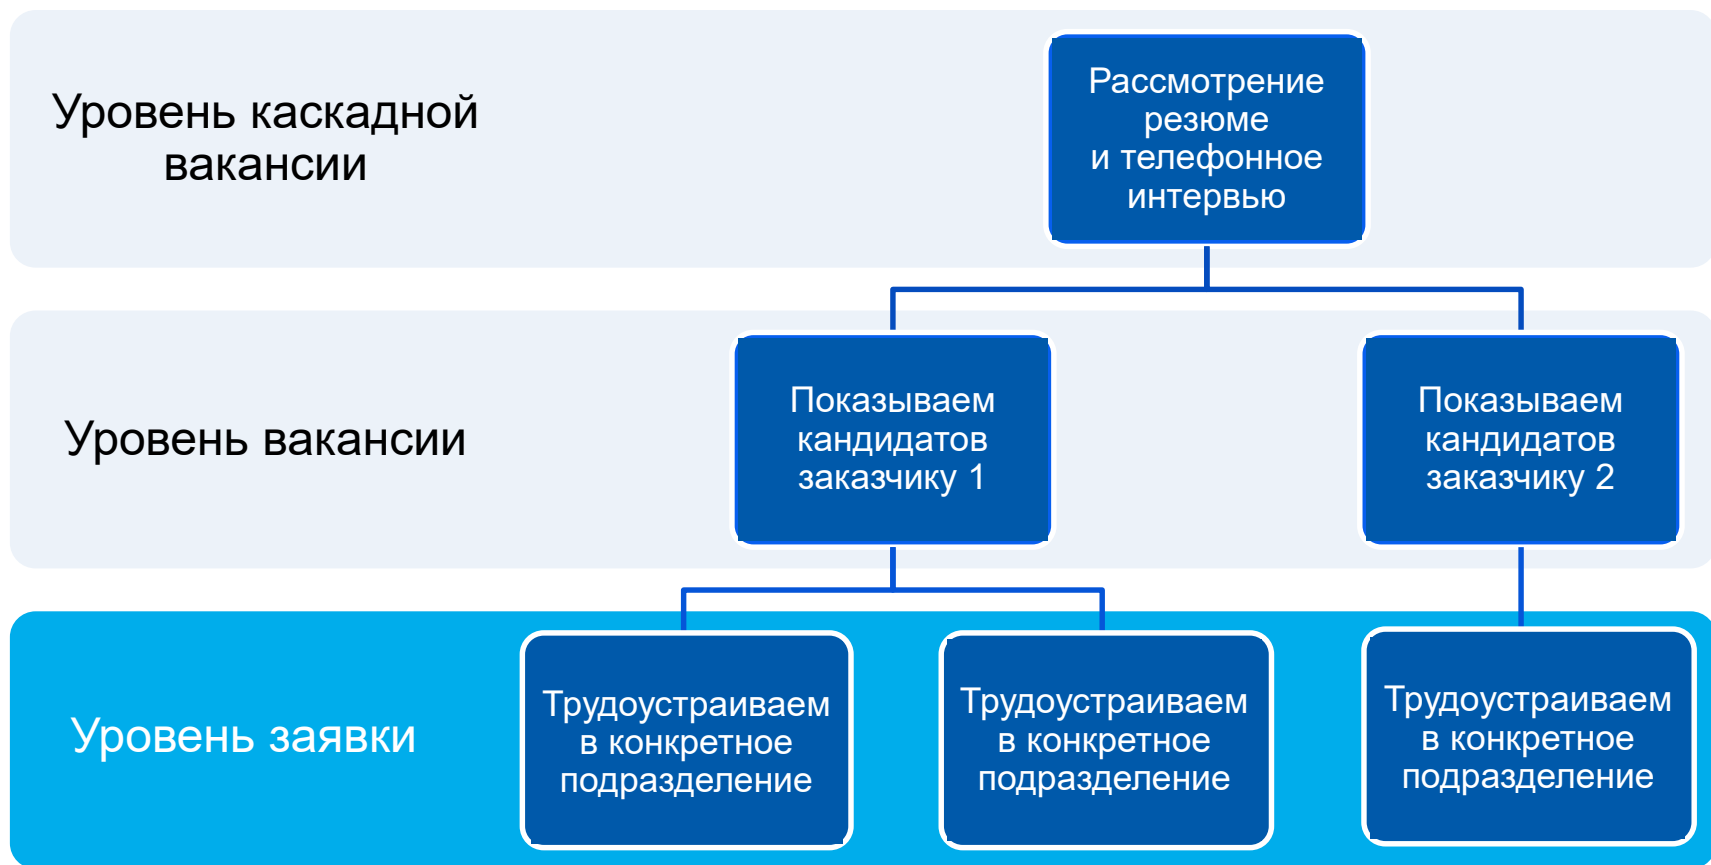 Уровень каскадной
вакансии
Рассмотрение
резюме
и телефонное
интервью
Уровень вакансии
Показываем
кандидатов
заказчику 1
Показываем
кандидатов
заказчику 2
Уровень заявки
Трудоустраиваем
в конкретное
подразделение
Трудоустраиваем
в конкретное
подразделение
Трудоустраиваем
в конкретное
подразделение